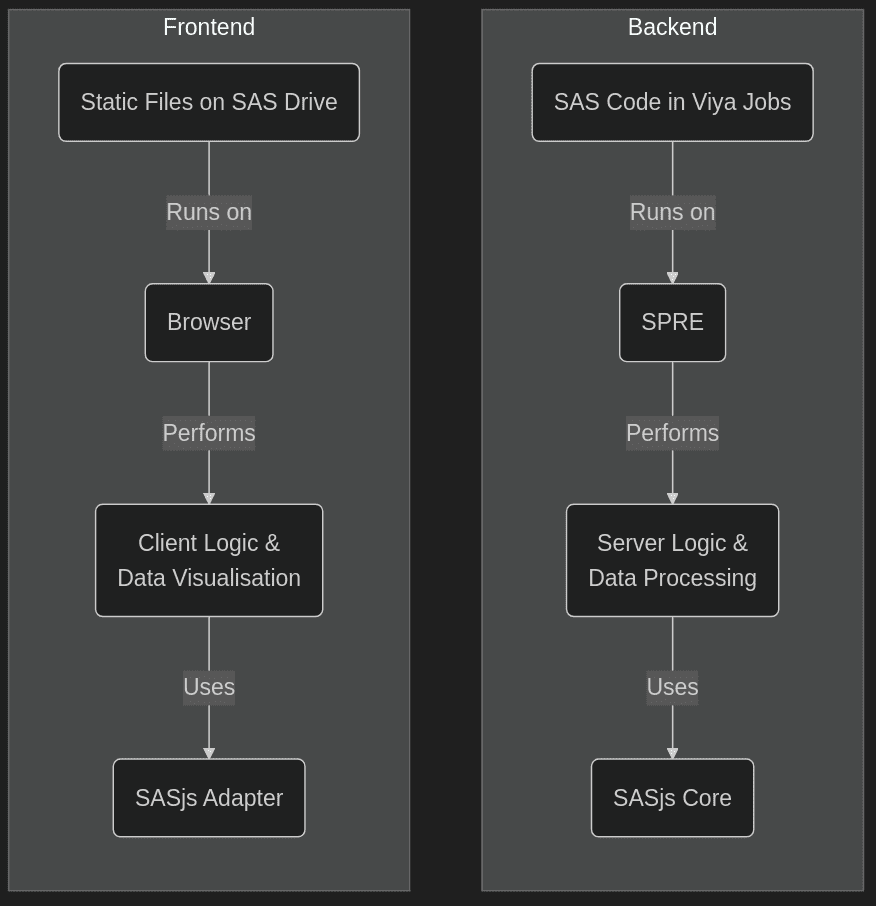 Frontend
Static Files on SAS Drive
Runs on
Browser
Performs
Client Logic &
Data Visualisation
Uses
SASjs Adapter
Backend
SAS Code in Viya Jobs
Runs on
SPRE
Performs
Server Logic &
Data Processing
Uses
SASjs Core